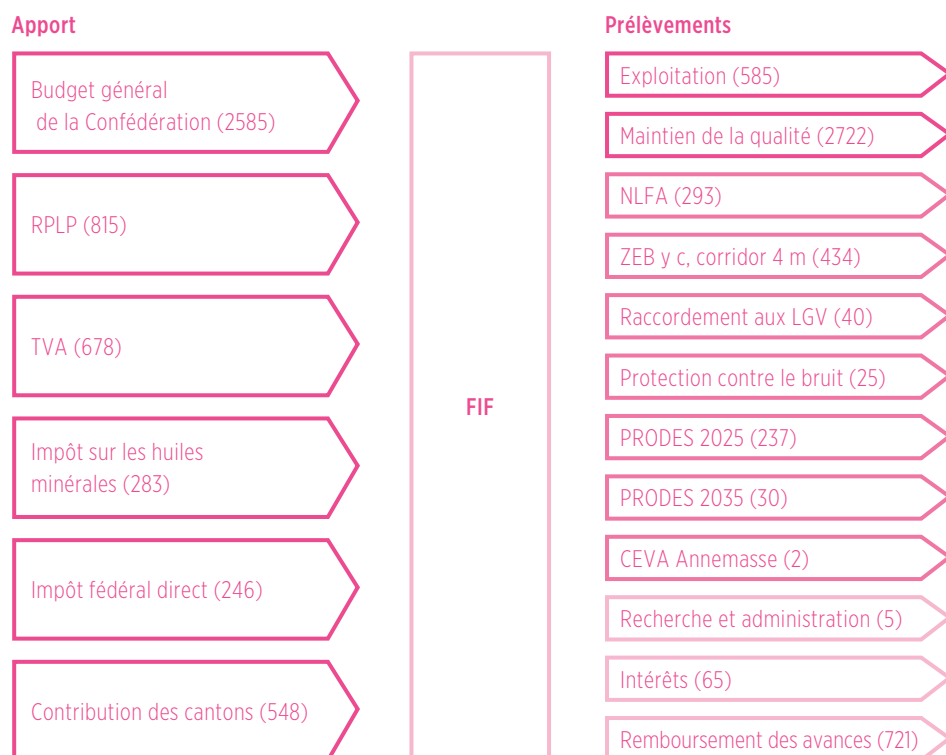 Apport
Budget général
de la Confédération (2585)
RPLP (815)
TVA (678)
Impôt sur les huiles
minérales (283)
Impôt fédéral direct (246)
Contribution des cantons (548)
FIF
Prélèvements
Exploitation (585)
Maintien de la qualité (2722)
NLFA (293)
ZEB y c, corridor 4 m (434)
Raccordement aux LGV (40)
Protection contre le bruit (25)
PRODES 2025 (237)
PRODES 2035 (30)
CEVA Annemasse (2)
Recherche et administration (5)
Intérêts (65)
Remboursement des avances (721)